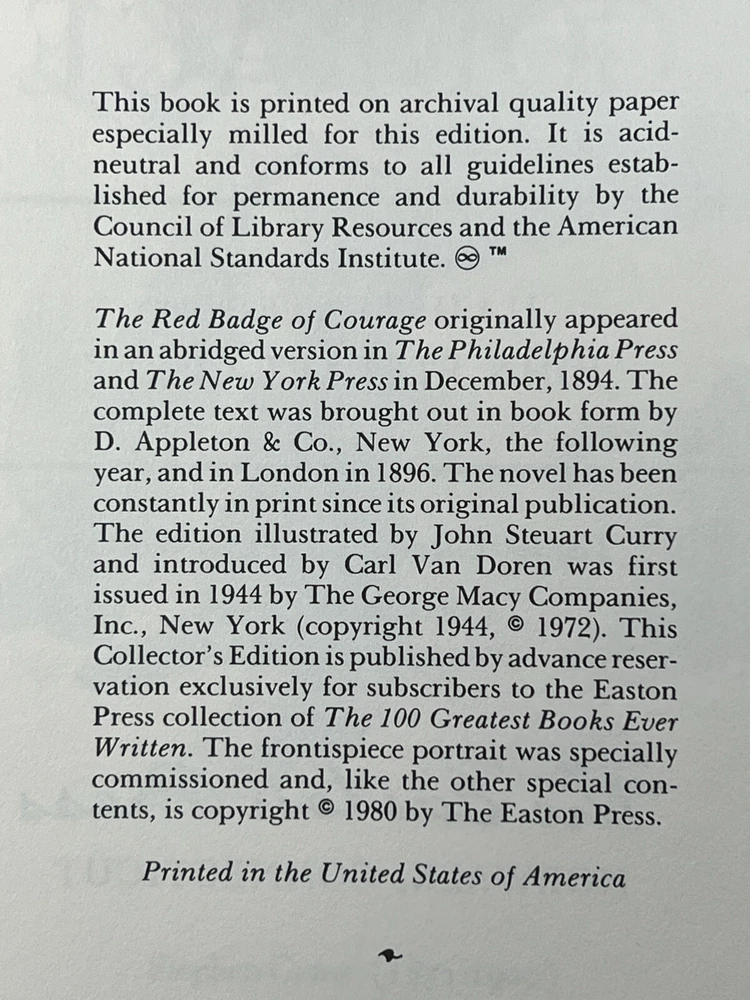 This book is printed on archival quality paper
especially milled for this edition. It is acid-
neutral and conforms to all guidelines estab-
lished for permanence and durability by the
Council of Library Resources and the American
National Standards Institute. ♾ ™
The Red Badge of Courage originally appeared
in an abridged version in The Philadelphia Press
and The New York Press in December, 1894. The
complete text was brought out in book form by
D. Appleton & Co., New York, the following
year, and in London in 1896. The novel has been
constantly in print since its original publication.
The edition illustrated by John Steuart Curry
and introduced by Carl Van Doren was first
issued in 1944 by The George Macy Companies,
Inc., New York (copyright 1944, © 1972). This
Collector's Edition is published by advance reser-
vation exclusively for subscribers to the Easton
Press collection of The 100 Greatest Books Ever
Written. The frontispiece portrait was specially
commissioned and, like the other special con-
tents, is copyright © 1980 by The Easton Press.
Printed in the United States of America